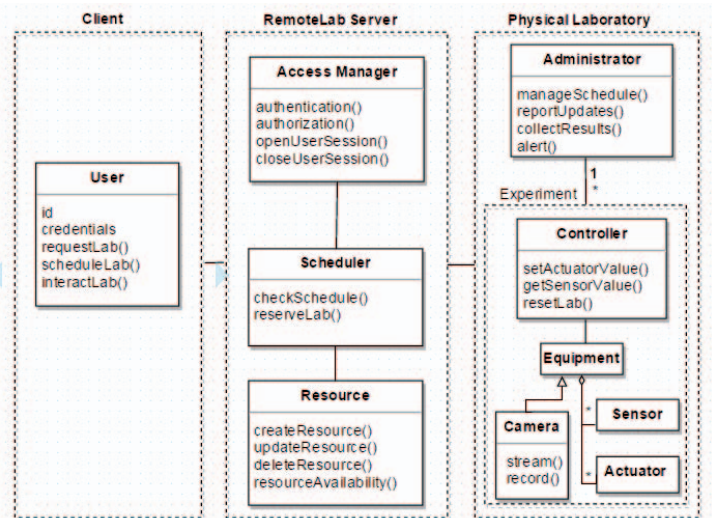 Client
User
id
credentials
requestLab()
scheduleLab()
interactLab()
RemoteLab Server
Access Manager
authentication()
authorization()
openUserSession()
closeUserSession()
Scheduler
checkSchedule()
reserveLab()
Resource
createResource()
updateResource()
deleteResource()
resourceAvailability()
Physical Laboratory
Administrator
manageSchedule()
reportUpdates()
collectResults()
alert()
1
*
Experiment
Controller
setActuatorValue()
getSensorValue()
resetLab()
Equipment
Camera
stream()
record()
*
Sensor
*
Actuator